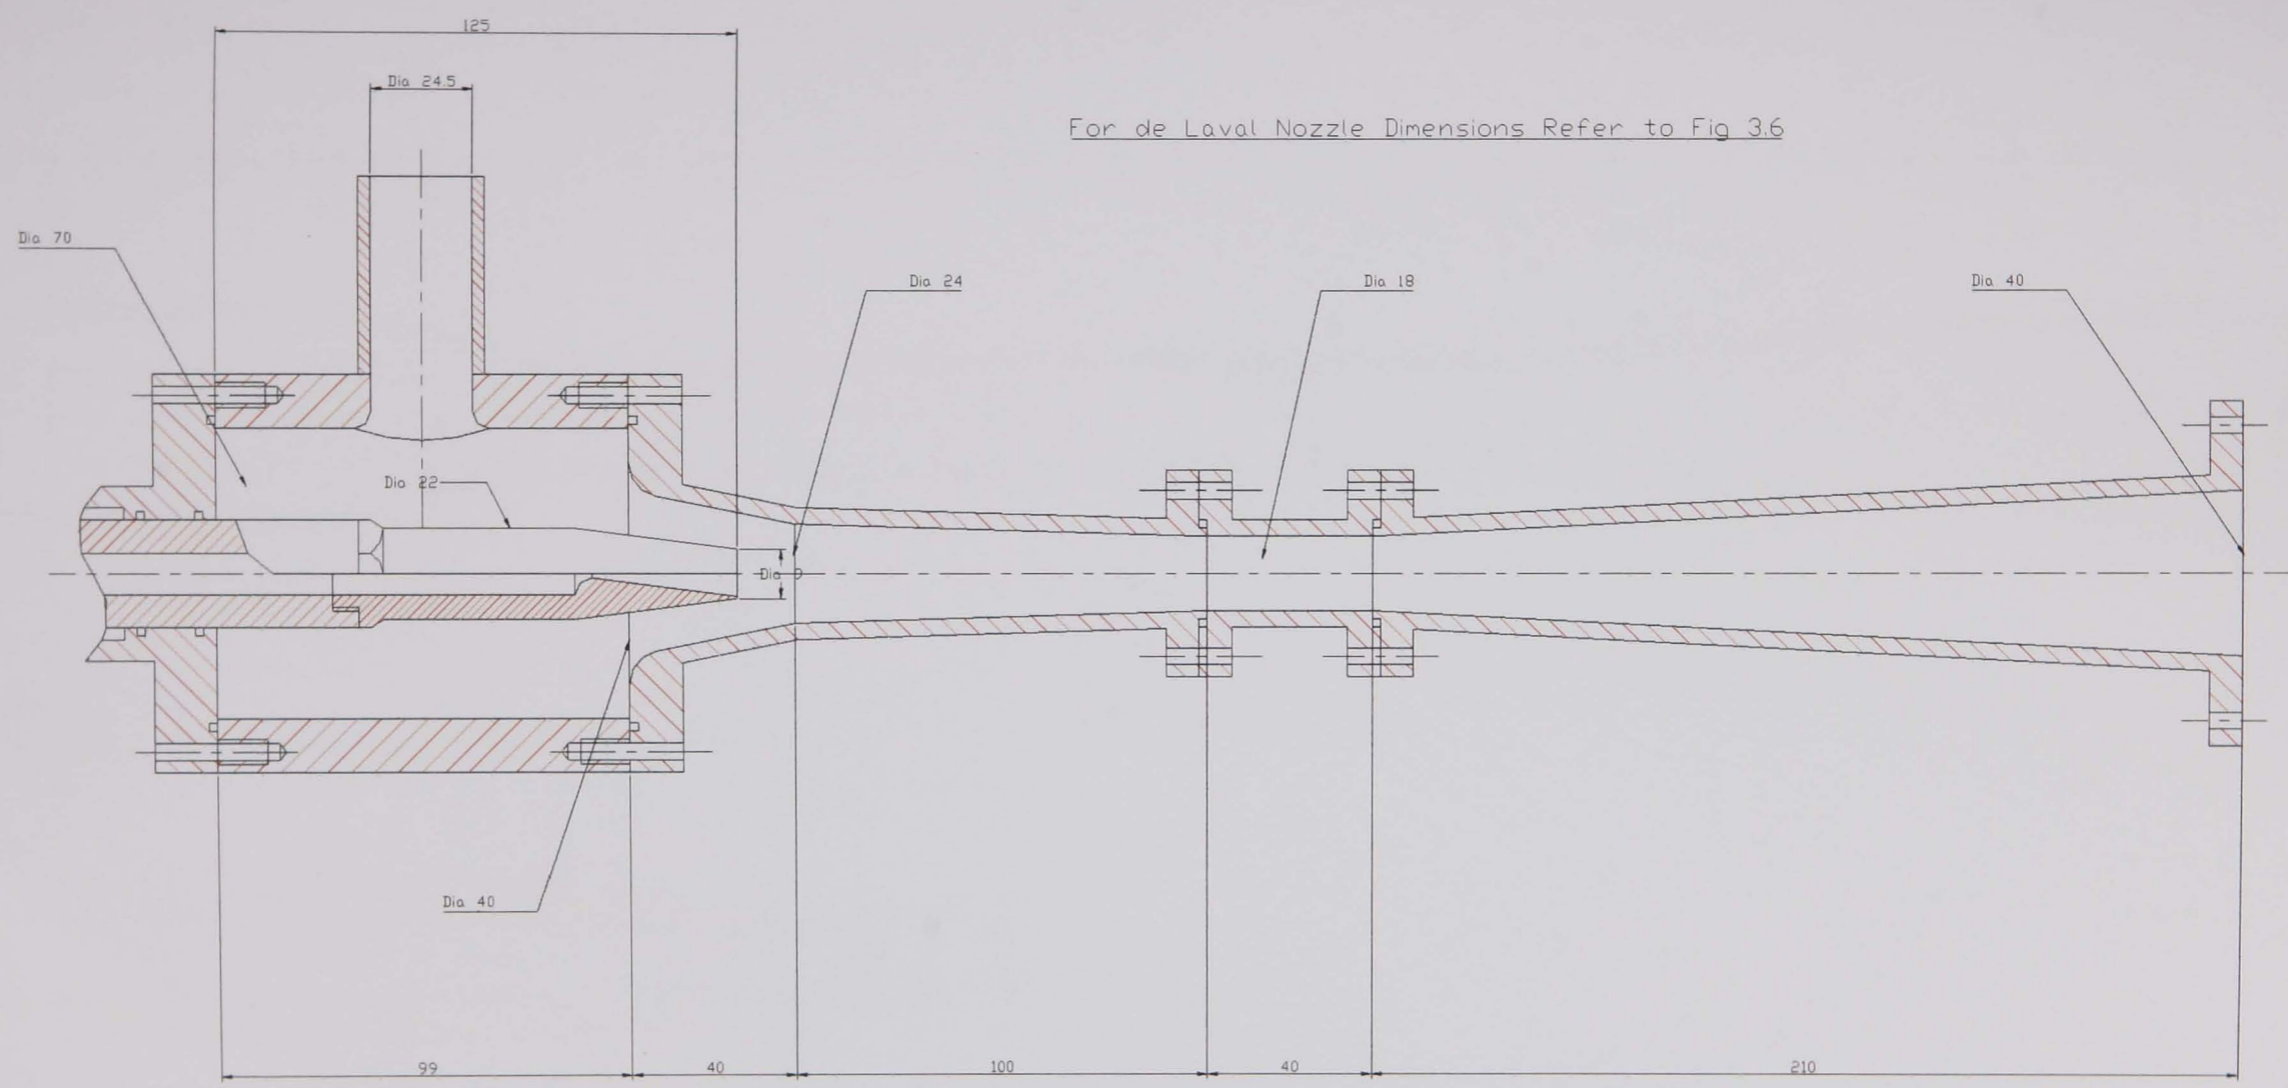 125
Dia 24.5
For de Laval Nozzle Dimensions Refer to Fig 3.6
Dia 70
Dia 24
Dia 18
Dia 40
Dia 22
Dia
Dia 40
99
40
100
40
210